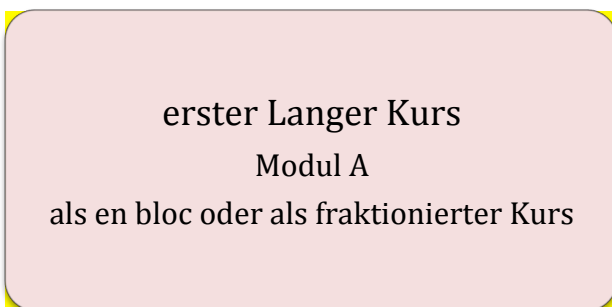 erster Langer Kurs
Modul A
als en bloc oder als fraktionierter Kurs